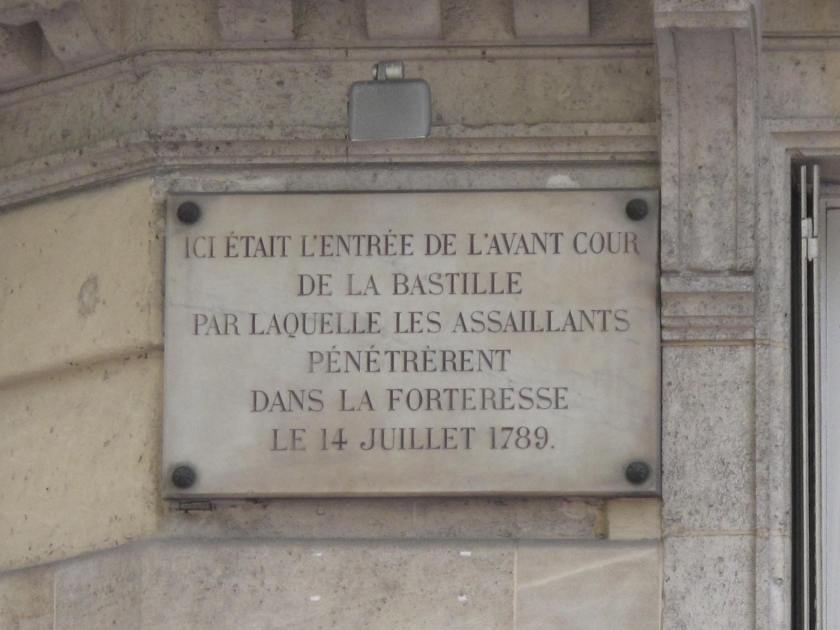 ICI ÉTAIT L'ENTRÉE DE L'AVANT COUR
DE LA BASTILLE
PAR LAQUELLE LES ASSAILLANTS
PÉNÉTRÈRENT
DANS LA FORTERESSE
LE 14 JUILLET 1789.